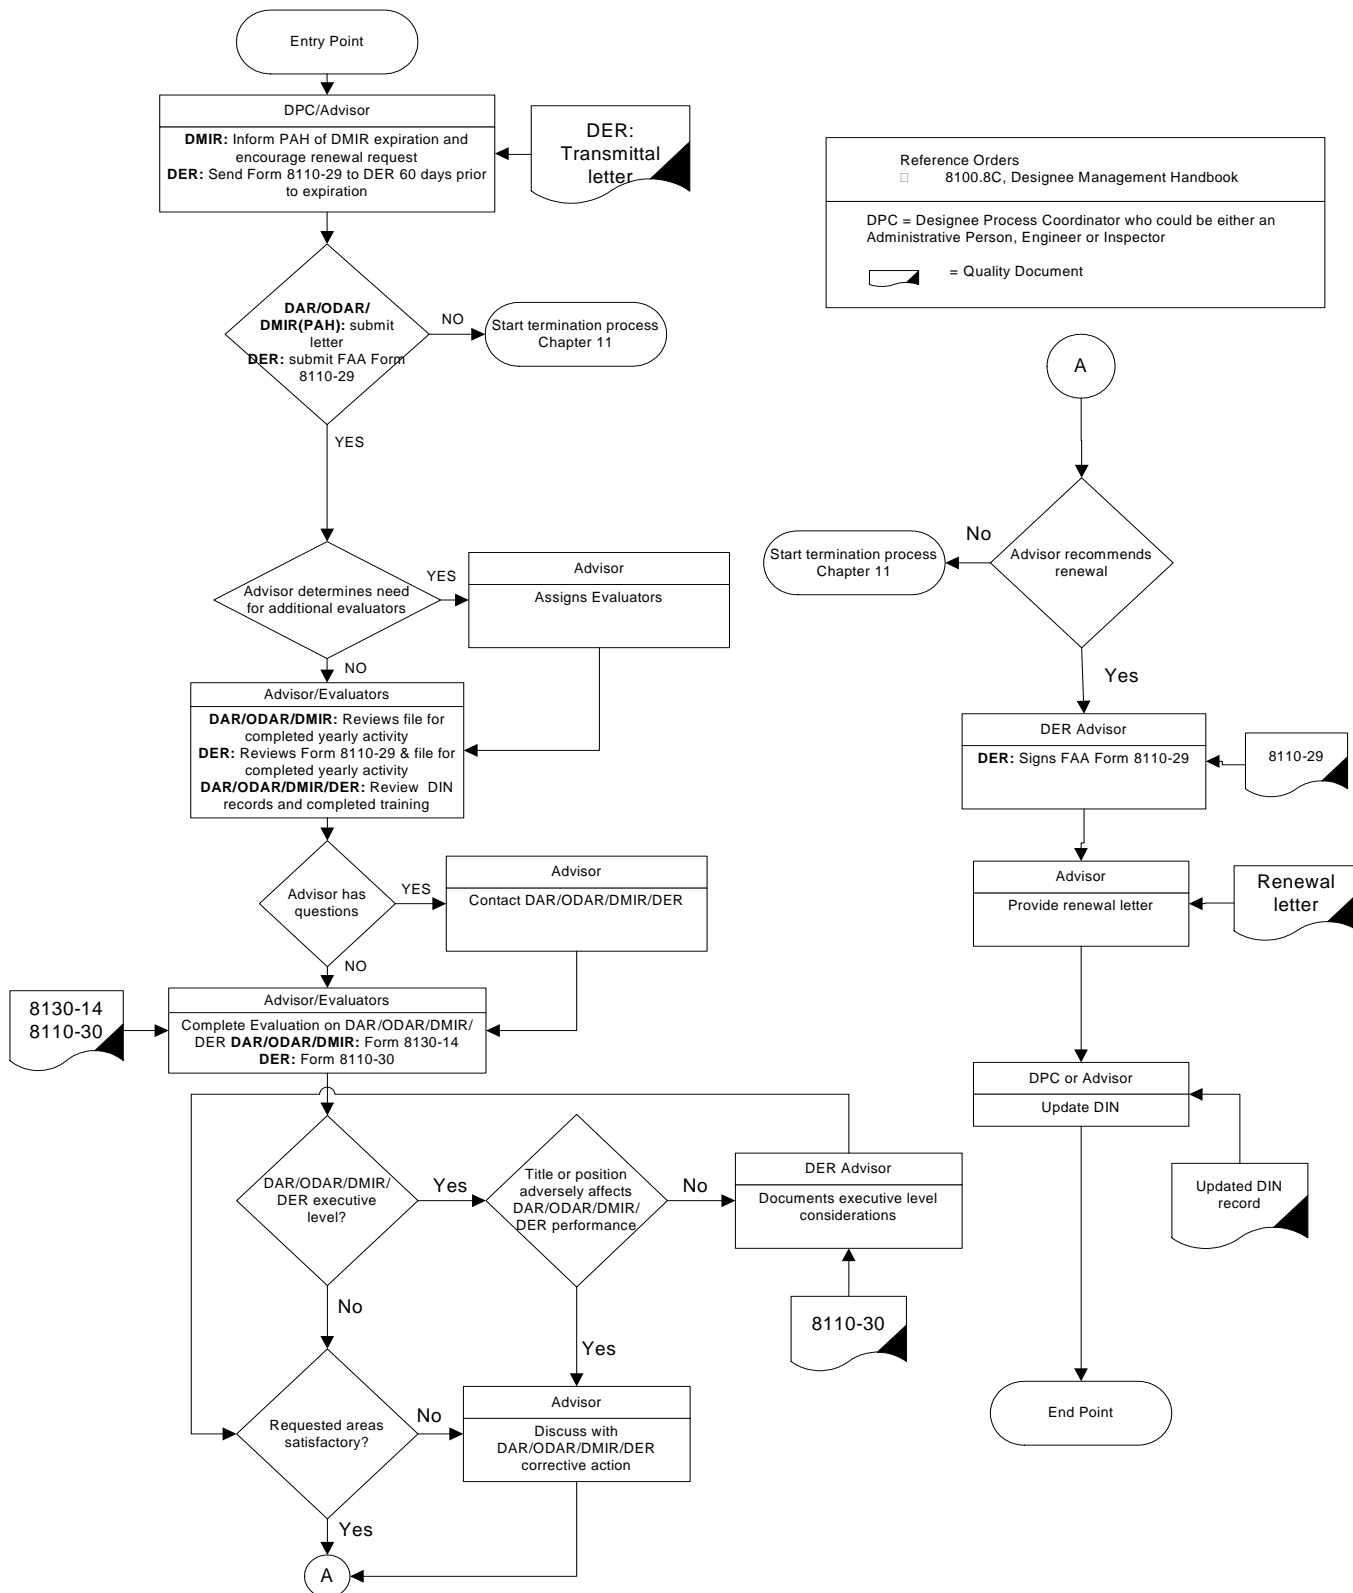 Entry Point
DPC/Advisor
DMIR: Inform PAH of DMIR expiration and
encourage renewal request
DER: Send Form 8110-29 to DER 60 days prior
to expiration
DER:
Transmittal
letter
DAR/ODAR/
DMIR(PAH): submit
letter
DER: submit FAA Form
8110-29
NO
Start termination process
Chapter 11
YES
Advisor determines need
for additional evaluators
YES
Advisor
Assigns Evaluators
NO
Advisor/Evaluators
DAR/ODAR/DMIR: Reviews file for
completed yearly activity
DER: Reviews Form 8110-29 & file for
completed yearly activity
DAR/ODAR/DMIR/DER: Review DIN
records and completed training
Advisor has
questions
YES
Advisor
Contact DAR/ODAR/DMIR/DER
NO
8130-14
8110-30
Advisor/Evaluators
Complete Evaluation on DAR/ODAR/DMIR/
DER DAR/ODAR/DMIR: Form 8130-14
DER: Form 8110-30
DAR/ODAR/DMIR/
DER executive
level?
Yes
Title or position
adversely affects
DAR/ODAR/DMIR/
DER performance
No
DER Advisor
Documents executive level
considerations
8110-30
No
Yes
Requested areas
satisfactory?
No
Advisor
Discuss with
DAR/ODAR/DMIR/DER
corrective action
Yes
A
Reference Orders
8100.8C, Designee Management Handbook
DPC = Designee Process Coordinator who could be either an
Administrative Person, Engineer or Inspector
= Quality Document
A
Advisor recommends
renewal
No
Start termination process
Chapter 11
Yes
DER Advisor
DER: Signs FAA Form 8110-29
8110-29
Advisor
Provide renewal letter
Renewal
letter
DPC or Advisor
Update DIN
Updated DIN
record
End Point